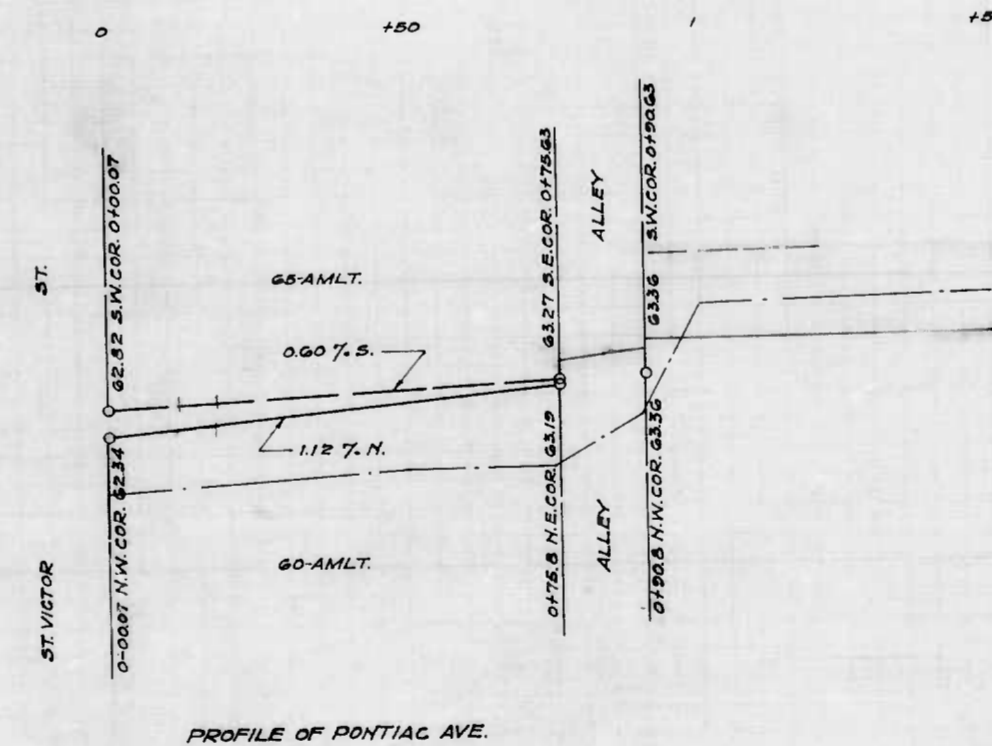 0 +50 1 +5
62.82 S.W.COR. 0+00.07
63.27 S.E.COR. 0+75.63
ALLEY
63.36 S.W.COR. 0+90.63
ST.
65-AMLT.
0.60 %.S.
1.12 %.N.
ST. VICTOR
0-00.07 N.W.COR. 62.34
60-AMLT.
0+75.8 N.E.COR. 63.19
ALLEY
0+90.8 N.W.COR. 63.36
PROFILE OF PONTIAC AVE.